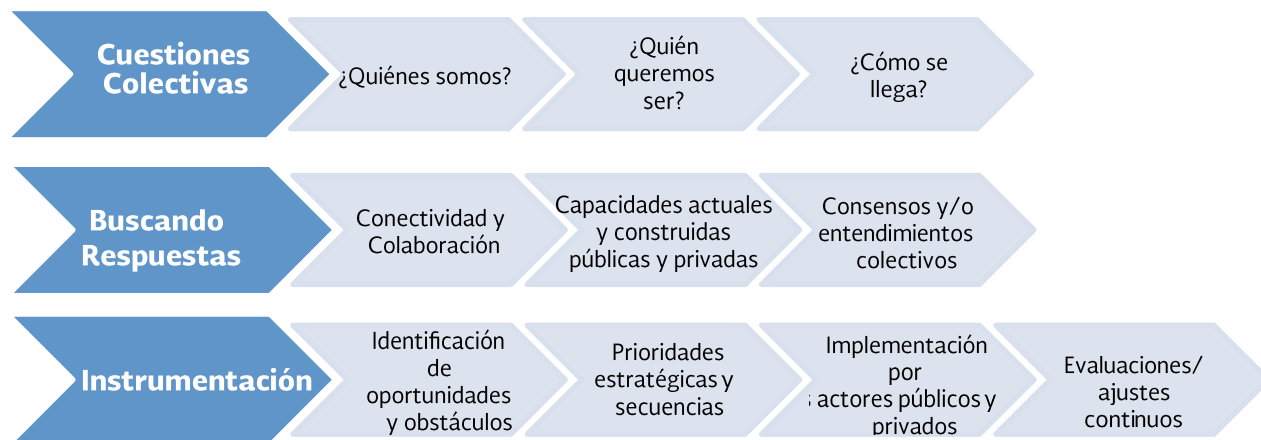 Cuestiones
Colectivas
¿Quiénes somos?
¿Quién
queremos
ser?
¿Cómo se
llega?
Buscando
Respuestas
Conectividad y
Colaboración
Capacidades actuales
y construidas
públicas y privadas
Consensos y/o
entendimientos
colectivos
Instrumentación
Identificación
de
oportunidades
y obstáculos
Prioridades
estratégicas y
secuencias
Implementación
por
actores públicos y
privados
Evaluaciones/
ajustes
continuos